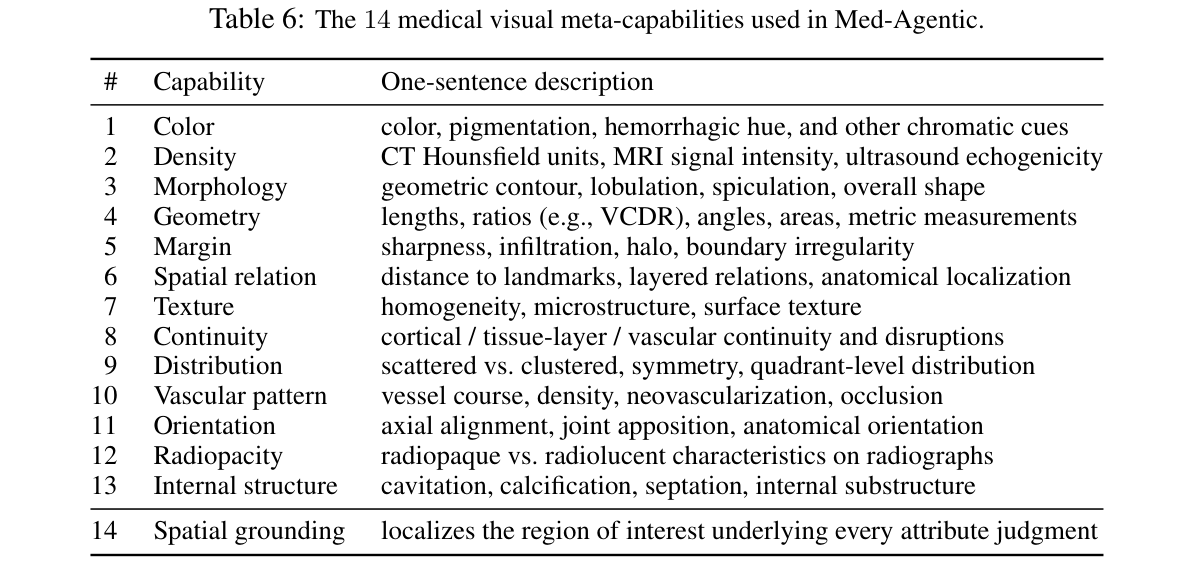 Table 6: The 14 medical visual meta-capabilities used in Med-Agentic.
# Capability One-sentence description
1 Color color, pigmentation, hemorrhagic hue, and other chromatic cues
2 Density CT Hounsfield units, MRI signal intensity, ultrasound echogenicity
3 Morphology geometric contour, lobulation, spiculation, overall shape
4 Geometry lengths, ratios (e.g., VCDR), angles, areas, metric measurements
5 Margin sharpness, infiltration, halo, boundary irregularity
6 Spatial relation distance to landmarks, layered relations, anatomical localization
7 Texture homogeneity, microstructure, surface texture
8 Continuity cortical / tissue-layer / vascular continuity and disruptions
9 Distribution scattered vs. clustered, symmetry, quadrant-level distribution
10 Vascular pattern vessel course, density, neovascularization, occlusion
11 Orientation axial alignment, joint apposition, anatomical orientation
12 Radiopacity radiopaque vs. radiolucent characteristics on radiographs
13 Internal structure cavitation, calcification, septation, internal substructure
14 Spatial grounding localizes the region of interest underlying every attribute judgment